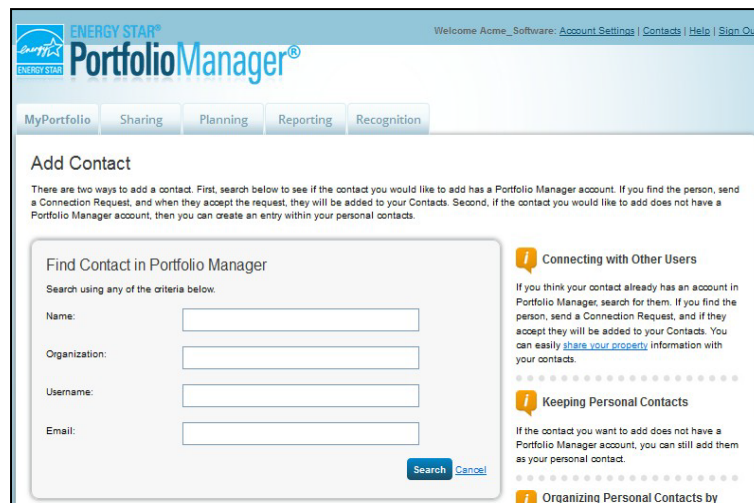 ENERGY STAR®
PortfolioManager®
energy
ENERGY STAR
Welcome Acme_Software: Account Settings | Contacts | Help | Sign Ou
MyPortfolio Sharing Planning Reporting Recognition
Add Contact
There are two ways to add a contact. First, search below to see if the contact you would like to add has a Portfolio Manager account. If you find the person, send
a Connection Request, and when they accept the request, they will be added to your Contacts. Second, if the contact you would like to add does not have a
Portfolio Manager account, then you can create an entry within your personal contacts.
Find Contact in Portfolio Manager
Search using any of the criteria below.
Name:
Organization:
Username:
Email:
Search Cancel
Connecting with Other Users
If you think your contact already has an account in
Portfolio Manager, search for them. If you find the
person, send a Connection Request, and if they
accept they will be added to your Contacts. You
can easily share your property information with
your contacts.
Keeping Personal Contacts
If the contact you want to add does not have a
Portfolio Manager account, you can still add them
as your personal contact.
Organizing Personal Contacts by